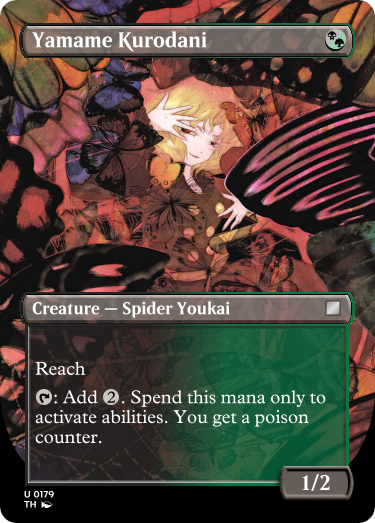 Yamame Kurodani
Creature — Spider Youkai
Reach
: Add 2. Spend this mana only to
activate abilities. You get a poison
counter.
1/2
U 0179
TH